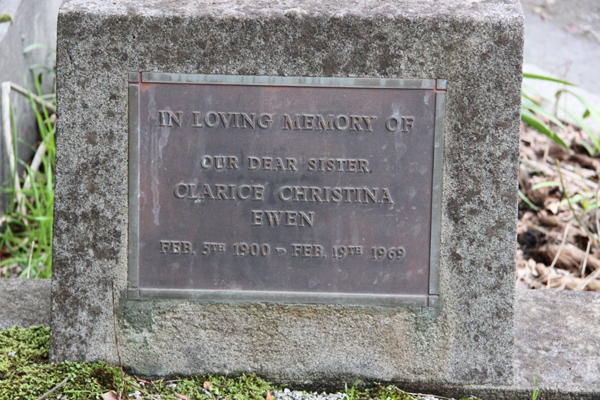 IN LOVING MEMORY OF
OUR DEAR SISTER
CLARICE CHRISTINA
EWEN
FEB. 5TH 1900 - FEB. 19TH 1969